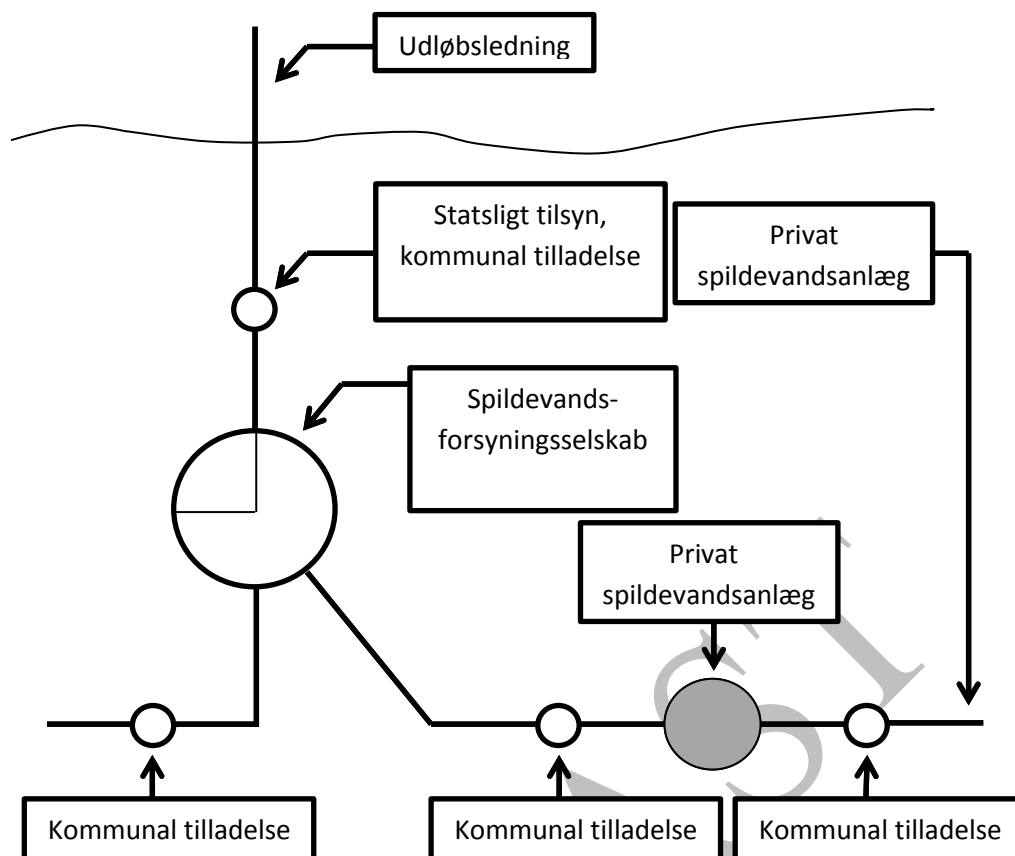 Udløbsledning
Statsligt tilsyn,
kommunal tilladelse
Privat
spildevandsanlæg
Spildevands-
forsyningsselskab
Privat
spildevandsanlæg
Kommunal tilladelse
Kommunal tilladelse
Kommunal tilladelse